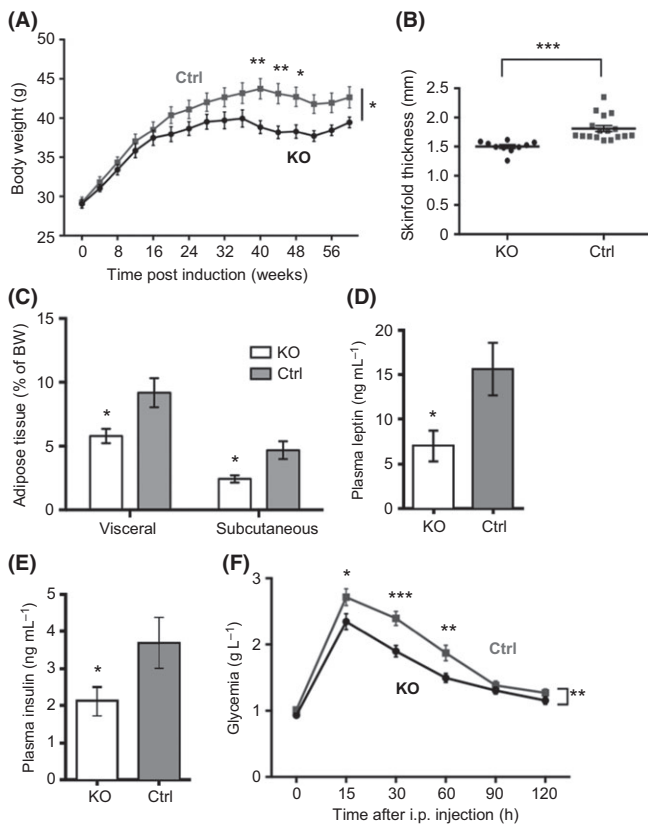 (A)
Body weight (g)
50
45
40
35
30
25
Ctrl
KO
** ** *
*
0 8 16 24 32 40 48 56
Time post induction (weeks)
(B)
***
Skinfold thickness (mm)
2.5
2.0
1.5
1.0
0.5
0
KO Ctrl
(C)
Adipose tissue (% of BW)
15
10
5
0
KO
Ctrl
*
*
Visceral Subcutaneous
(D)
Plasma leptin (ng mL⁻¹)
20
15
10
5
0
*
KO Ctrl
(E)
Plasma insulin (ng mL⁻¹)
5
4
3
2
1
0
*
KO Ctrl
(F)
Glycemia (g L⁻¹)
3
2
1
0
* *** **
Ctrl
KO
**
0 15 30 60 90 120
Time after i.p. injection (h)